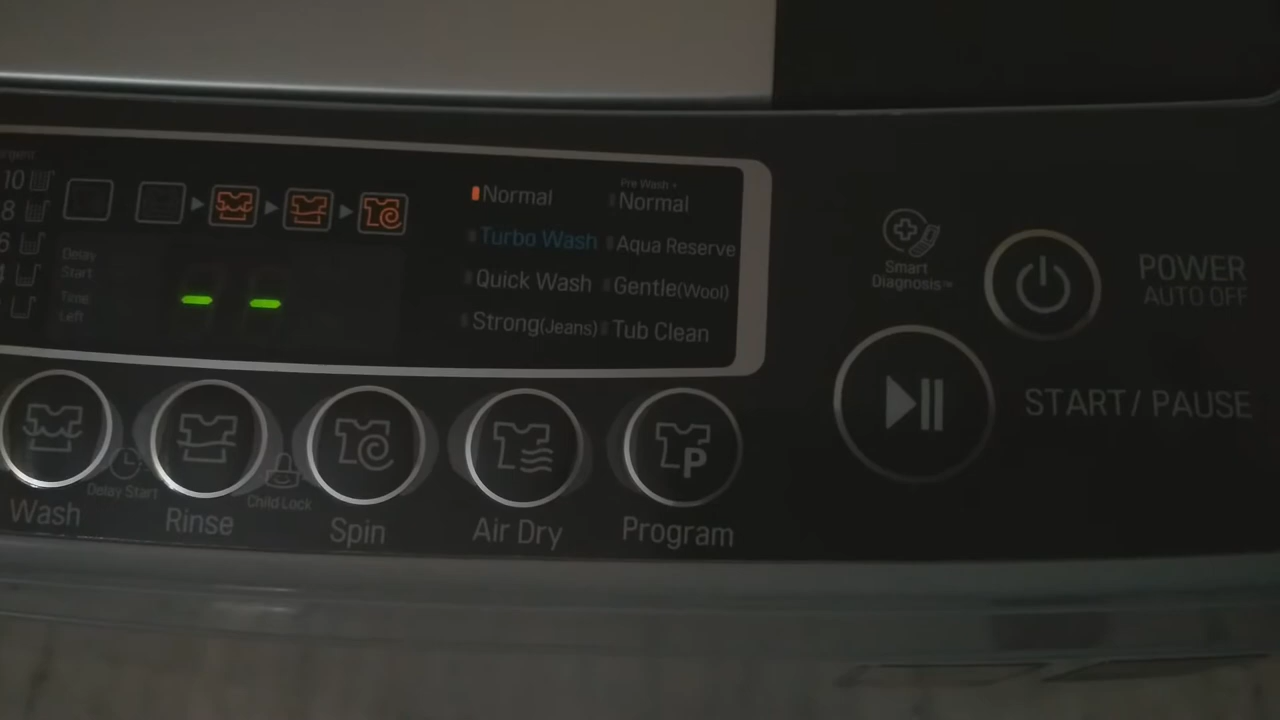 10
8
6
Delay
Start
Time
Left
Normal
Turbo Wash
Quick Wash
Strong(Jeans)
Pre Wash +
Normal
Aqua Reserve
Gentle(Wool)
Tub Clean
Smart
Diagnosis™
POWER
AUTO OFF
START / PAUSE
Wash
Delay Start
Rinse
Child Lock
Spin
Air Dry
P
Program